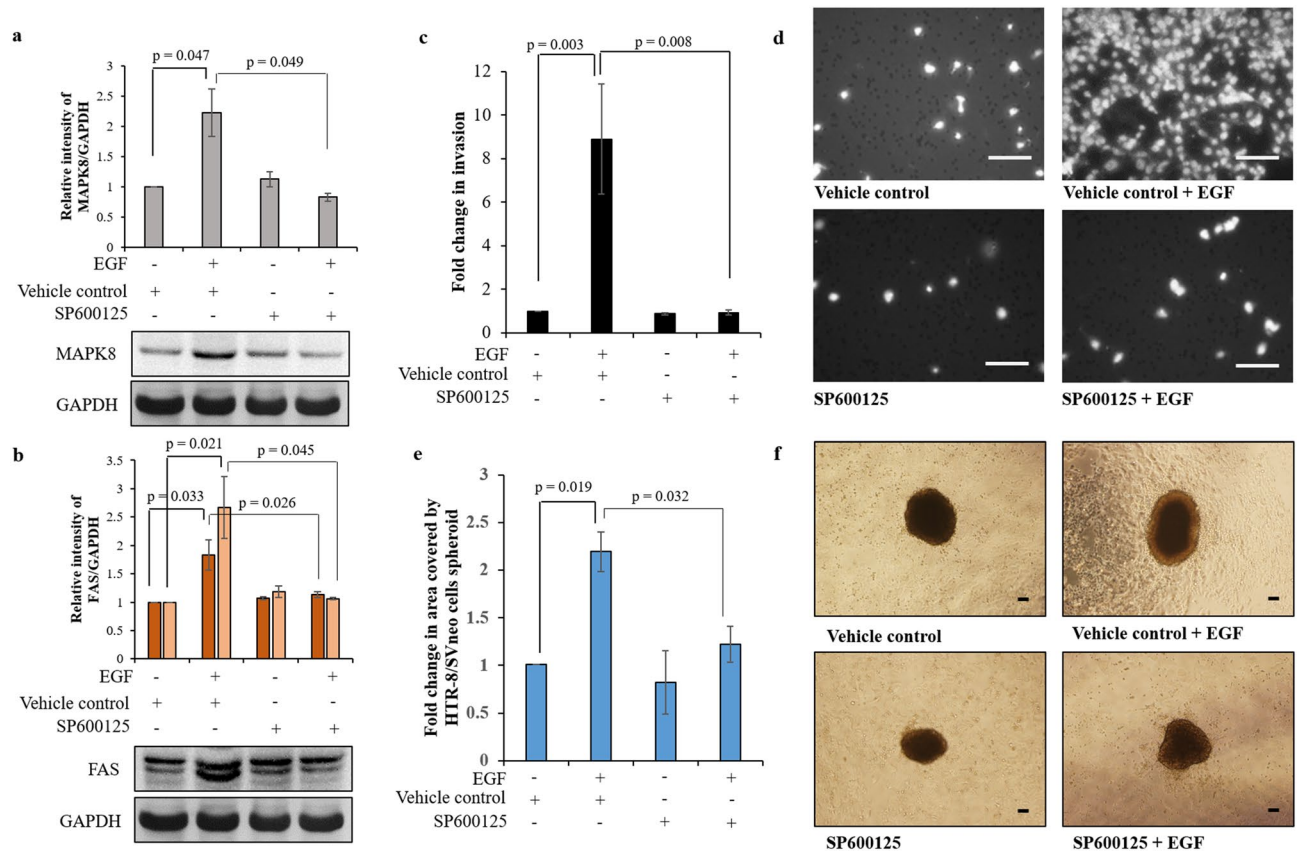 a
p = 0.047
p = 0.049
Relative intensity of
MAPK8/GAPDH
3
2.5
2
1.5
1
0.5
0
EGF - + - +
Vehicle control + + - -
SP600125 - - + +
MAPK8
GAPDH
b
p = 0.021
p = 0.045
p = 0.033
p = 0.026
Relative intensity of
FAS/GAPDH
3.5
3
2.5
2
1.5
1
0.5
0
EGF - + - +
Vehicle control + + - -
SP600125 - - + +
FAS
GAPDH
c
p = 0.003
p = 0.008
Fold change in invasion
12
10
8
6
4
2
0
EGF - + - +
Vehicle control + + - -
SP600125 - - + +
d
Vehicle control
Vehicle control + EGF
SP600125
SP600125 + EGF
e
p = 0.019
p = 0.032
Fold change in area covered by
HTR-8/SVneo cells spheroid
3
2.5
2
1.5
1
0.5
0
EGF - + - +
Vehicle control + + - -
SP600125 - - + +
f
Vehicle control
Vehicle control + EGF
SP600125
SP600125 + EGF